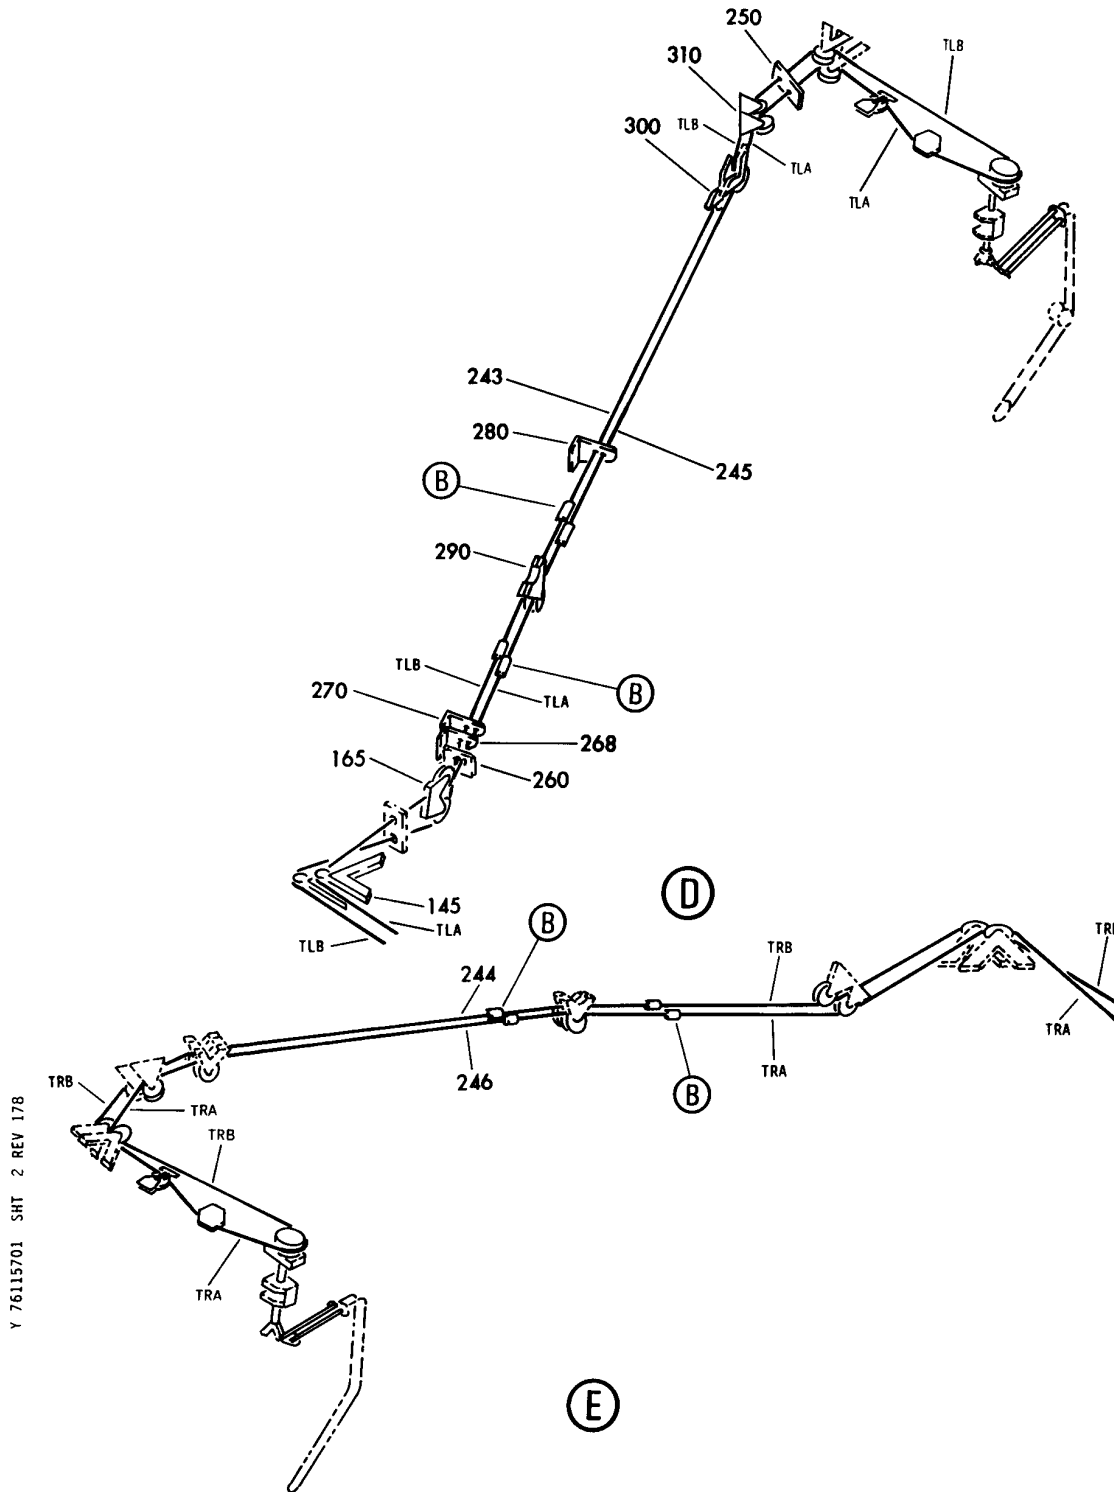 250
TLB
310
300
TLB
TLA
TLA
243
280
245
B
290
TLB
B
270
TLA
268
165
260
145
D
TLA
TLB
B
244
TRB
TRB
TRA
246
TRA
B
TRB
TRA
TRB
TRA
E
Y 76115701 SHT 2 REV 178